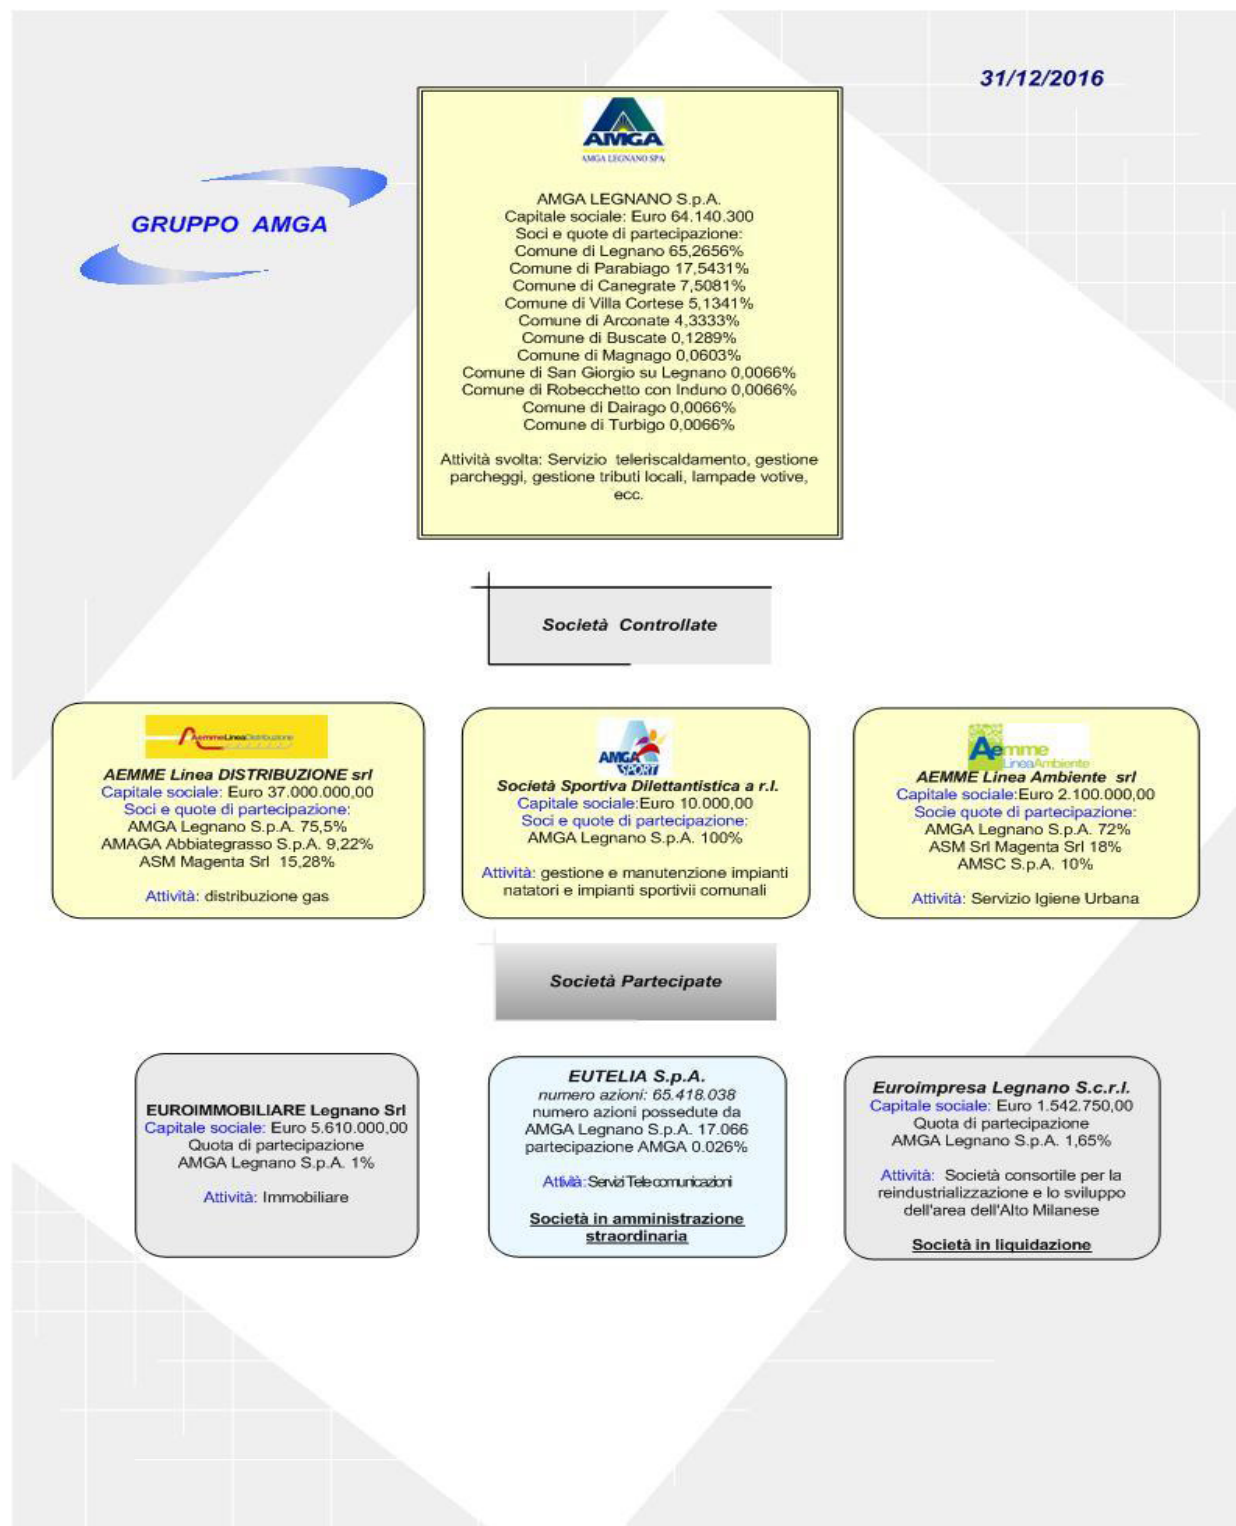 31/12/2016
AMGA
AMGA LEGNANO SPA
GRUPPO AMGA
AMGA LEGNANO S.p.A.
Capitale sociale: Euro 64.140.300
Soci e quote di partecipazione:
Comune di Legnano 65,2656%
Comune di Parabiago 17,5431%
Comune di Canegrate 7,5081%
Comune di Villa Cortese 5,1341%
Comune di Arconate 4,3333%
Comune di Buscate 0,1289%
Comune di Magnago 0,0603%
Comune di San Giorgio su Legnano 0,0066%
Comune di Robecchetto con Induno 0,0066%
Comune di Dairago 0,0066%
Comune di Turbigo 0,0066%
Attività svolta: Servizio teleriscaldamento, gestione
parcheggi, gestione tributi locali, lampade votive,
ecc.
Società Controllate
AemmeLineaDistribuzione
AEMME Linea DISTRIBUZIONE srl
Capitale sociale: Euro 37.000.000,00
Soci e quote di partecipazione:
AMGA Legnano S.p.A. 75,5%
AMAGA Abbiategrasso S.p.A. 9,22%
ASM Magenta Srl 15,28%
Attività: distribuzione gas
AMGA
SPORT
Società Sportiva Dilettantistica a r.l.
Capitale sociale:Euro 10.000,00
Soci e quote di partecipazione:
AMGA Legnano S.p.A. 100%
Attività: gestione e manutenzione impianti
natatori e impianti sportivii comunali
Aemme
LineaAmbiente
AEMME Linea Ambiente srl
Capitale sociale:Euro 2.100.000,00
Socie quote di partecipazione:
AMGA Legnano S.p.A. 72%
ASM Srl Magenta Srl 18%
AMSC S.p.A. 10%
Attività: Servizio Igiene Urbana
Società Partecipate
EUROIMMOBILIARE Legnano Srl
Capitale sociale: Euro 5.610.000,00
Quota di partecipazione
AMGA Legnano S.p.A. 1%
Attività: Immobiliare
EUTELIA S.p.A.
numero azioni: 65.418.038
numero azioni possedute da
AMGA Legnano S.p.A. 17.066
partecipazione AMGA 0.026%
Attività: Servizi Telecomunicazioni
Società in amministrazione
straordinaria
Euroimpresa Legnano S.c.r.l.
Capitale sociale: Euro 1.542.750,00
Quota di partecipazione
AMGA Legnano S.p.A. 1,65%
Attività: Società consortile per la
reindustrializzazione e lo sviluppo
dell'area dell'Alto Milanese
Società in liquidazione